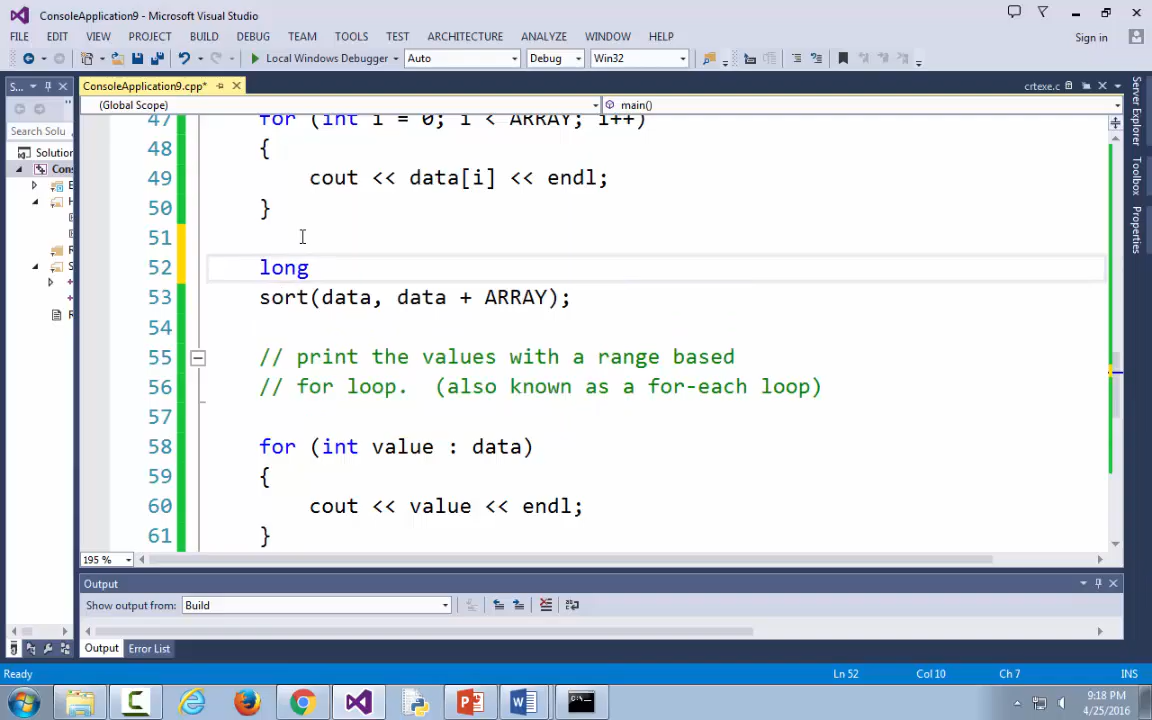 ConsoleApplication9 - Microsoft Visual Studio
FILE EDIT VIEW PROJECT BUILD DEBUG TEAM TOOLS TEST ARCHITECTURE ANALYZE WINDOW HELP
Sign in
Local Windows Debugger Auto Debug Win32
S... ConsoleApplication9.cpp* crtexe.c
(Global Scope) main()
Search Solu
Solution
Cons
E
H
S
R
47 for (int i = 0; i < ARRAY; i++)
48 {
49 cout << data[i] << endl;
50 }
51
52 long
53 sort(data, data + ARRAY);
54
55 // print the values with a range based
56 // for loop. (also known as a for-each loop)
57
58 for (int value : data)
59 {
60 cout << value << endl;
61 }
195 %
Server Explorer
Toolbox
Properties
Output
Show output from: Build
Output Error List
Ready Ln 52 Col 10 Ch 7 INS
9:18 PM
4/25/2016